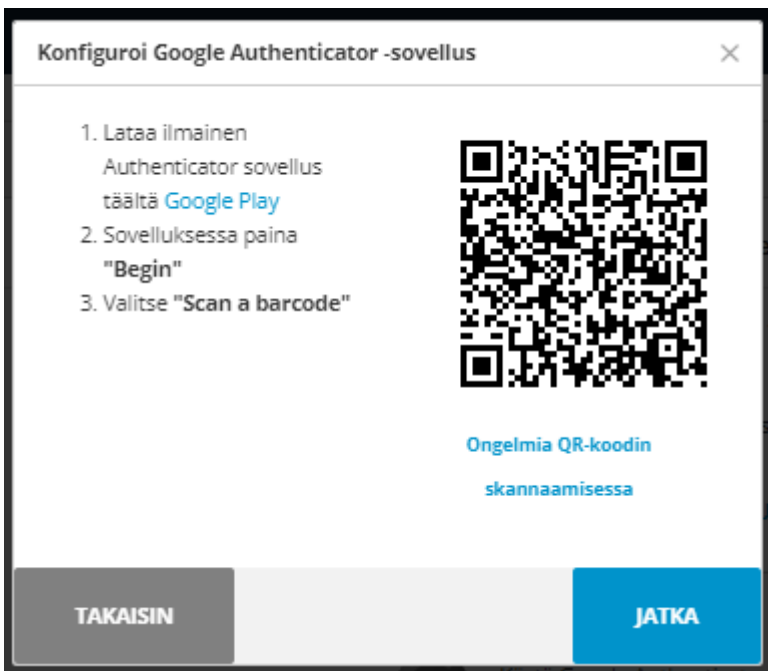 Konfiguroi Google Authenticator -sovellus
1. Lataa ilmainen
Authenticator sovellus
täältä Google Play
2. Sovelluksessa paina
"Begin"
3. Valitse "Scan a barcode"
Ongelmia QR-koodin
skannaamisessa
TAKAISIN
JATKA